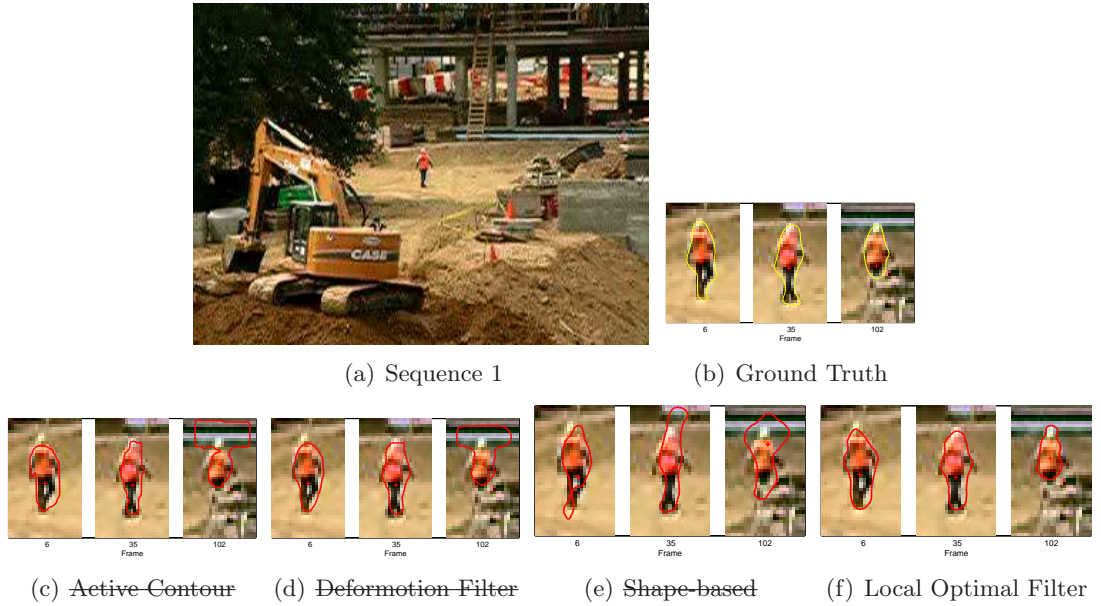 CASE
6 35 102
Frame
(a) Sequence 1 (b) Ground Truth
6 35 102
Frame
6 35 102
Frame
6 35 102
Frame
6 35 102
Frame
(c) Active Contour (d) Deformotion Filter (e) Shape-based (f) Local Optimal Filter